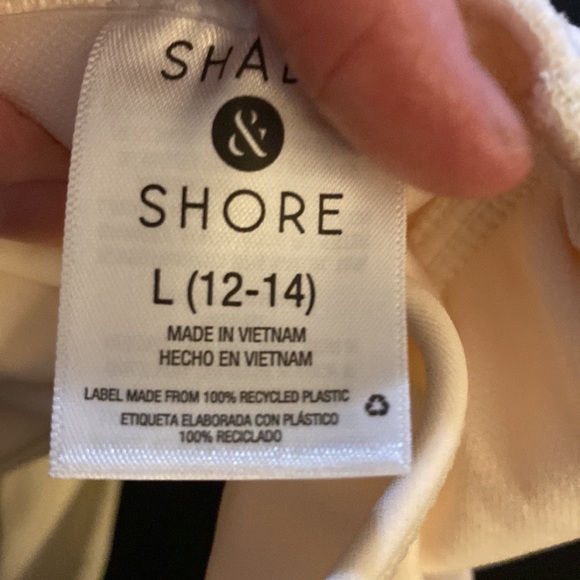 &
SHORE
L (12-14)
MADE IN VIETNAM
HECHO EN VIETNAM
LABEL MADE FROM 100% RECYCLED PLASTIC
ETIQUETA ELABORADA CON PLÁSTICO
100% RECICLADO